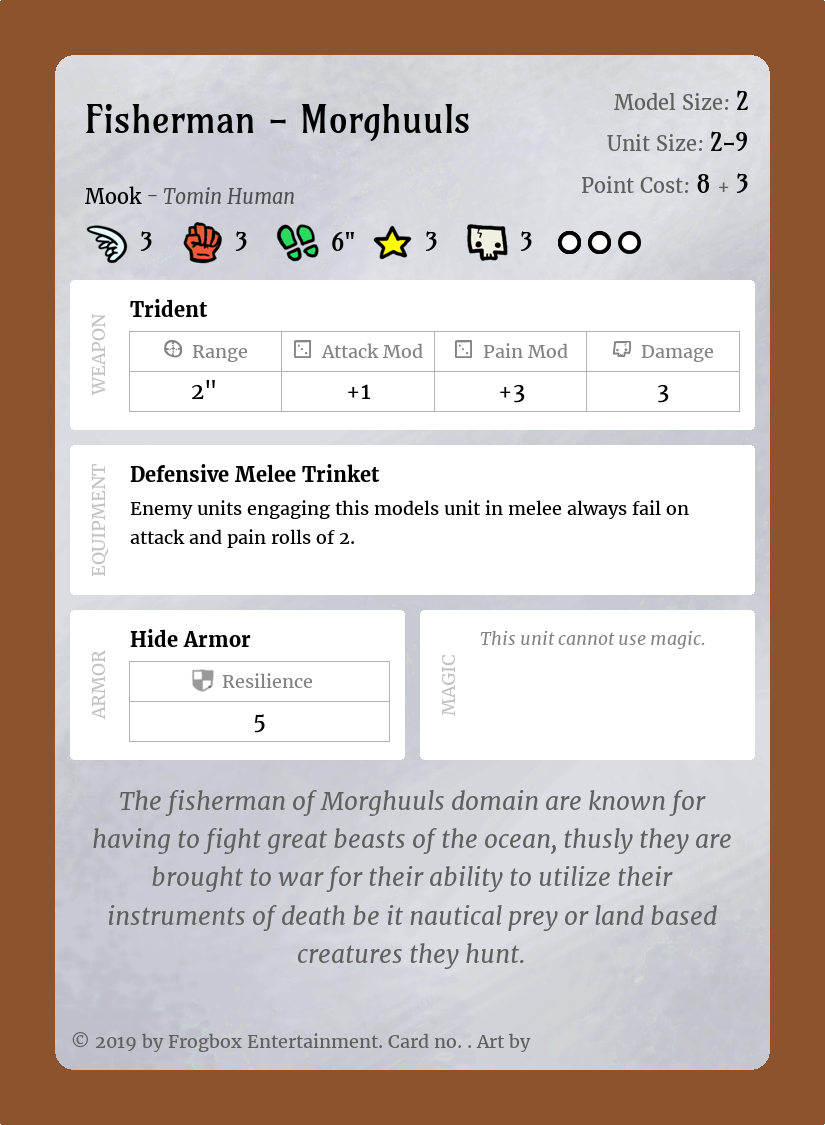 Fisherman – Morghuuls
Model Size: 2
Unit Size: 2–9
Point Cost: 8 + 3
Mook – Tomin Human
3 3 6" 3 3
WEAPON
Trident
Range Attack Mod Pain Mod Damage
2" +1 +3 3
EQUIPMENT
Defensive Melee Trinket
Enemy units engaging this models unit in melee always fail on
attack and pain rolls of 2.
ARMOR
Hide Armor
Resilience
5
MAGIC
This unit cannot use magic.
The fisherman of Morghuuls domain are known for
having to fight great beasts of the ocean, thusly they are
brought to war for their ability to utilize their
instruments of death be it nautical prey or land based
creatures they hunt.
© 2019 by Frogbox Entertainment. Card no. . Art by